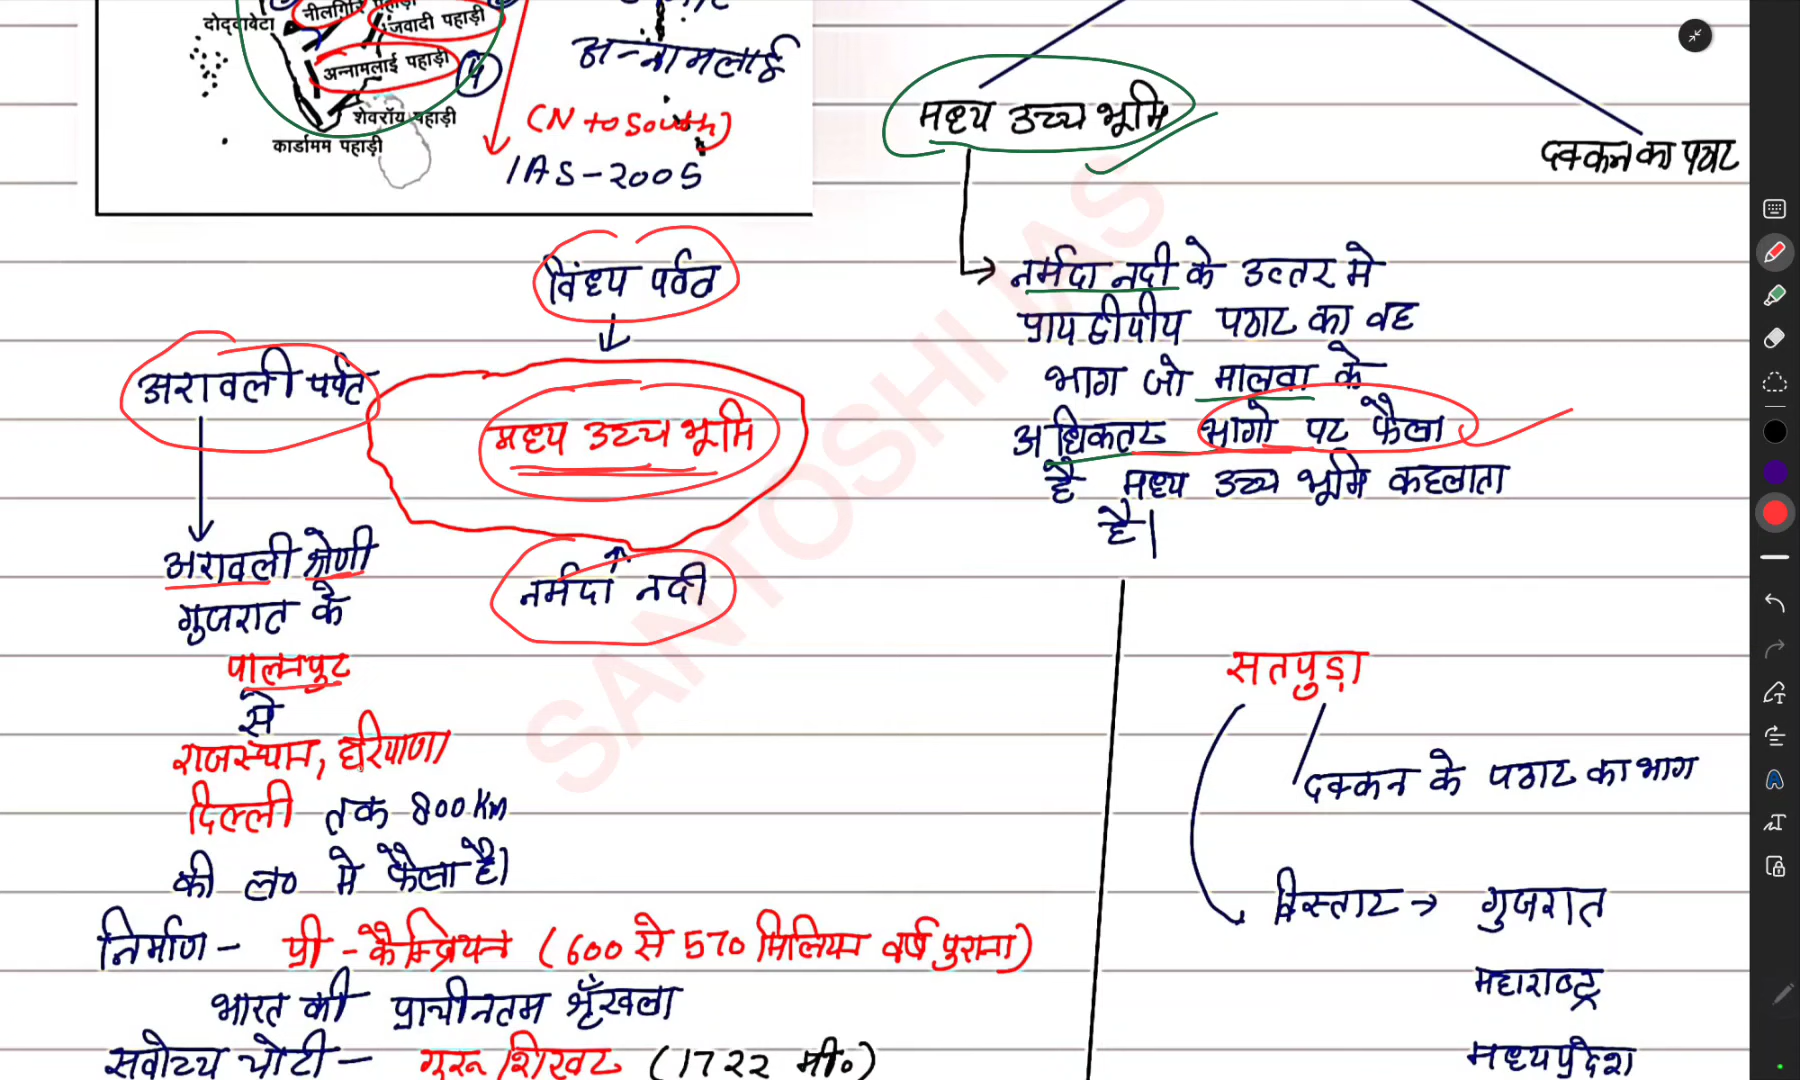 दोद्दाबेटा
नीलगिरि पहाड़ी
जवादी पहाड़ी
अन्नामलाई पहाड़ी
शेवरॉय पहाड़ी
कार्डामम पहाड़ी
अन्नामलाई
(N to South)
IAS-2005
मध्य उच्च भूमि
दक्कन का पठार
नर्मदा नदी के उत्तर मे
प्रायद्वीपीय पठार का वह
भाग जो मालवा के
अधिकतर भागो पर फैला
है मध्य उच्च भूमि कहलाता
है।
विंध्य पर्वत
अरावली पर्वत
मध्य उच्च भूमि
नर्मदा नदी
अरावली श्रेणी
गुजरात के
पालनपुर
से
राजस्थान, हरियाणा
दिल्ली तक 800 Km
की ल० मे फैला है।
निर्माण - प्री - कैम्ब्रियन (600 से 570 मिलियन वर्ष पुराना)
भारत की प्राचीनतम श्रृँखला
सर्वोच्च चोटी - गुरू शिखर (1722 मी०)
सतपुड़ा
दक्कन के पठार का भाग
विस्तार → गुजरात
महाराष्ट्र
मध्यप्रदेश
SANTOSHI IAS